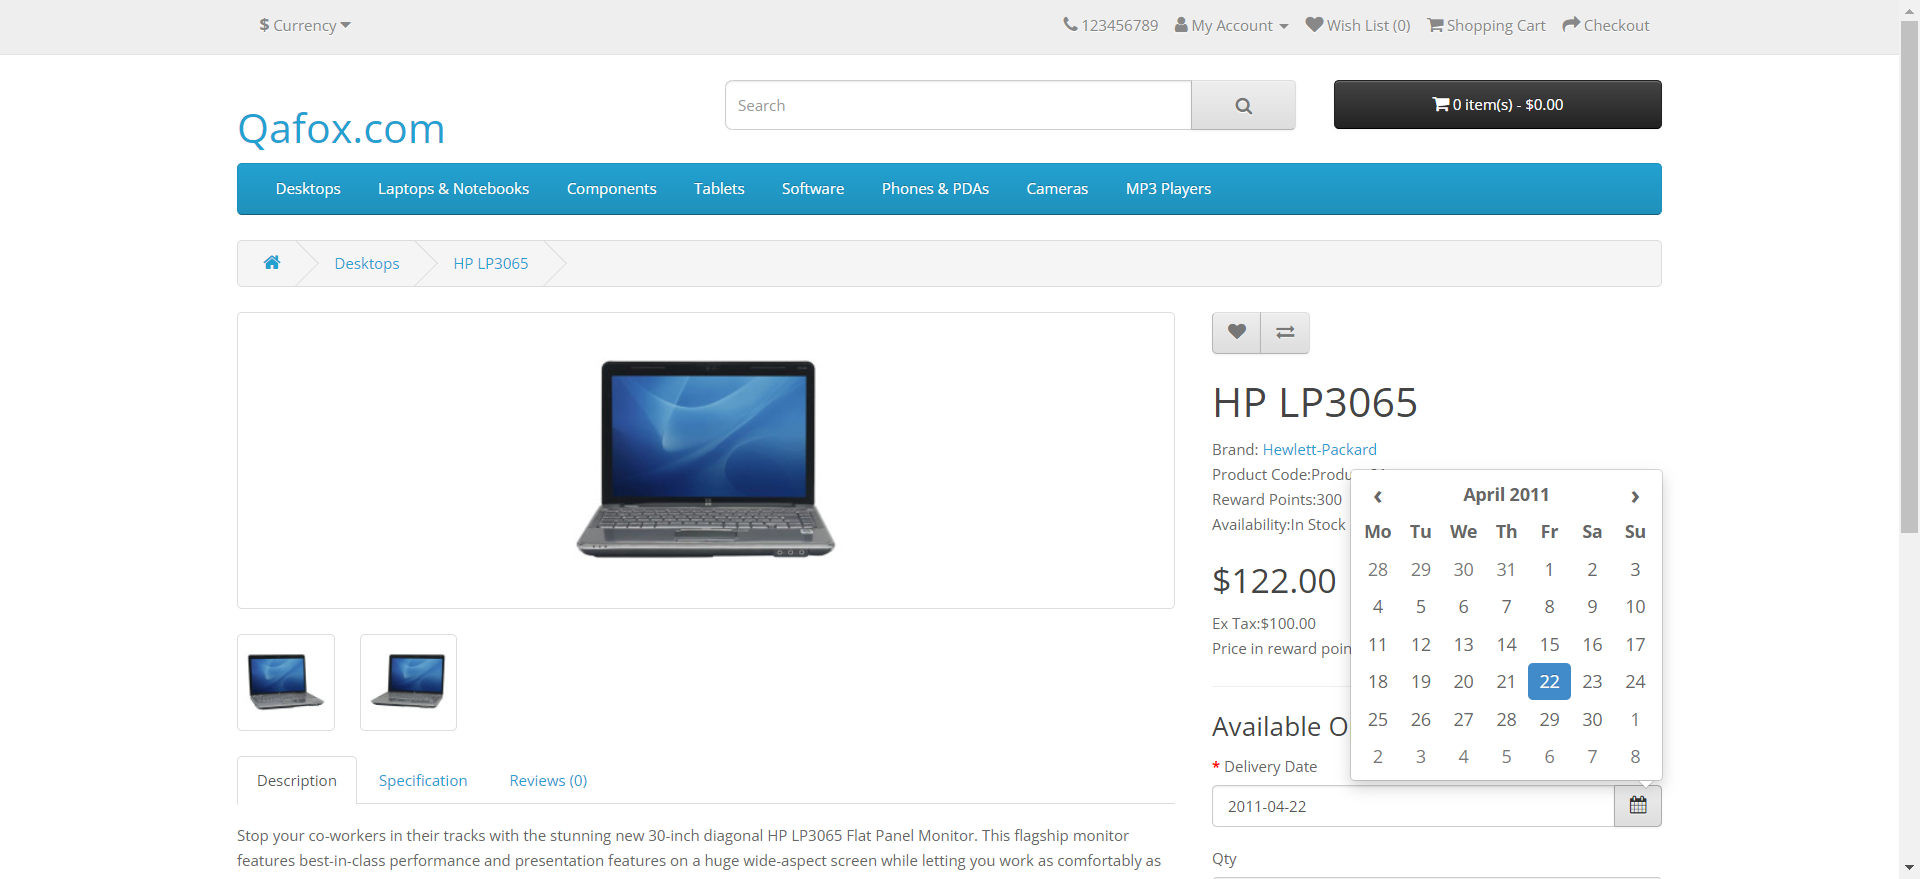 $ Currency
123456789 My Account Wish List (0) Shopping Cart Checkout
Qafox.com
Search
0 item(s) - $0.00
Desktops Laptops & Notebooks Components Tablets Software Phones & PDAs Cameras MP3 Players
Desktops HP LP3065
HP LP3065
Brand: Hewlett-Packard
Product Code:Produ
Reward Points:300
Availability:In Stock
$122.00
Ex Tax:$100.00
Price in reward poin
Available O
‹ April 2011 ›
Mo Tu We Th Fr Sa Su
28 29 30 31 1 2 3
4 5 6 7 8 9 10
11 12 13 14 15 16 17
18 19 20 21 22 23 24
25 26 27 28 29 30 1
2 3 4 5 6 7 8
* Delivery Date
2011-04-22
Qty
Description Specification Reviews (0)
Stop your co-workers in their tracks with the stunning new 30-inch diagonal HP LP3065 Flat Panel Monitor. This flagship monitor
features best-in-class performance and presentation features on a huge wide-aspect screen while letting you work as comfortably as